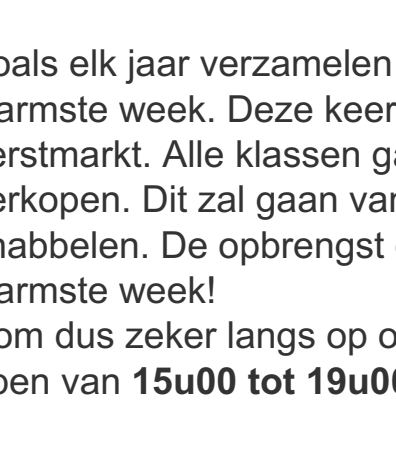 oals elk jaar verzamelen
armste week. Deze keer
erstmarkt. Alle klassen ga
erkopen. Dit zal gaan van
nabbelen. De opbrengst
armste week!
om dus zeker langs op o
pen van 15u00 tot 19u00